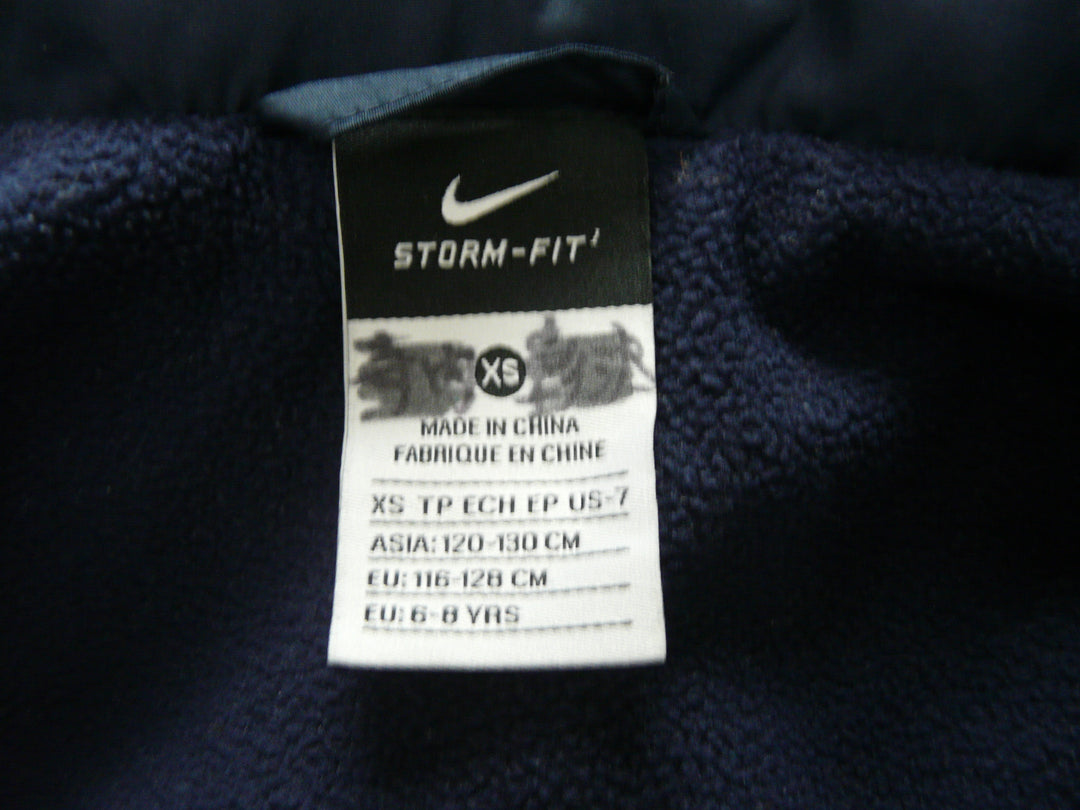 STORM-FIT
XS
MADE IN CHINA
FABRIQUE EN CHINE
XS TP ECH EP US-7
ASIA: 120-130 CM
EU: 116-128 CM
EU: 6-8 YRS